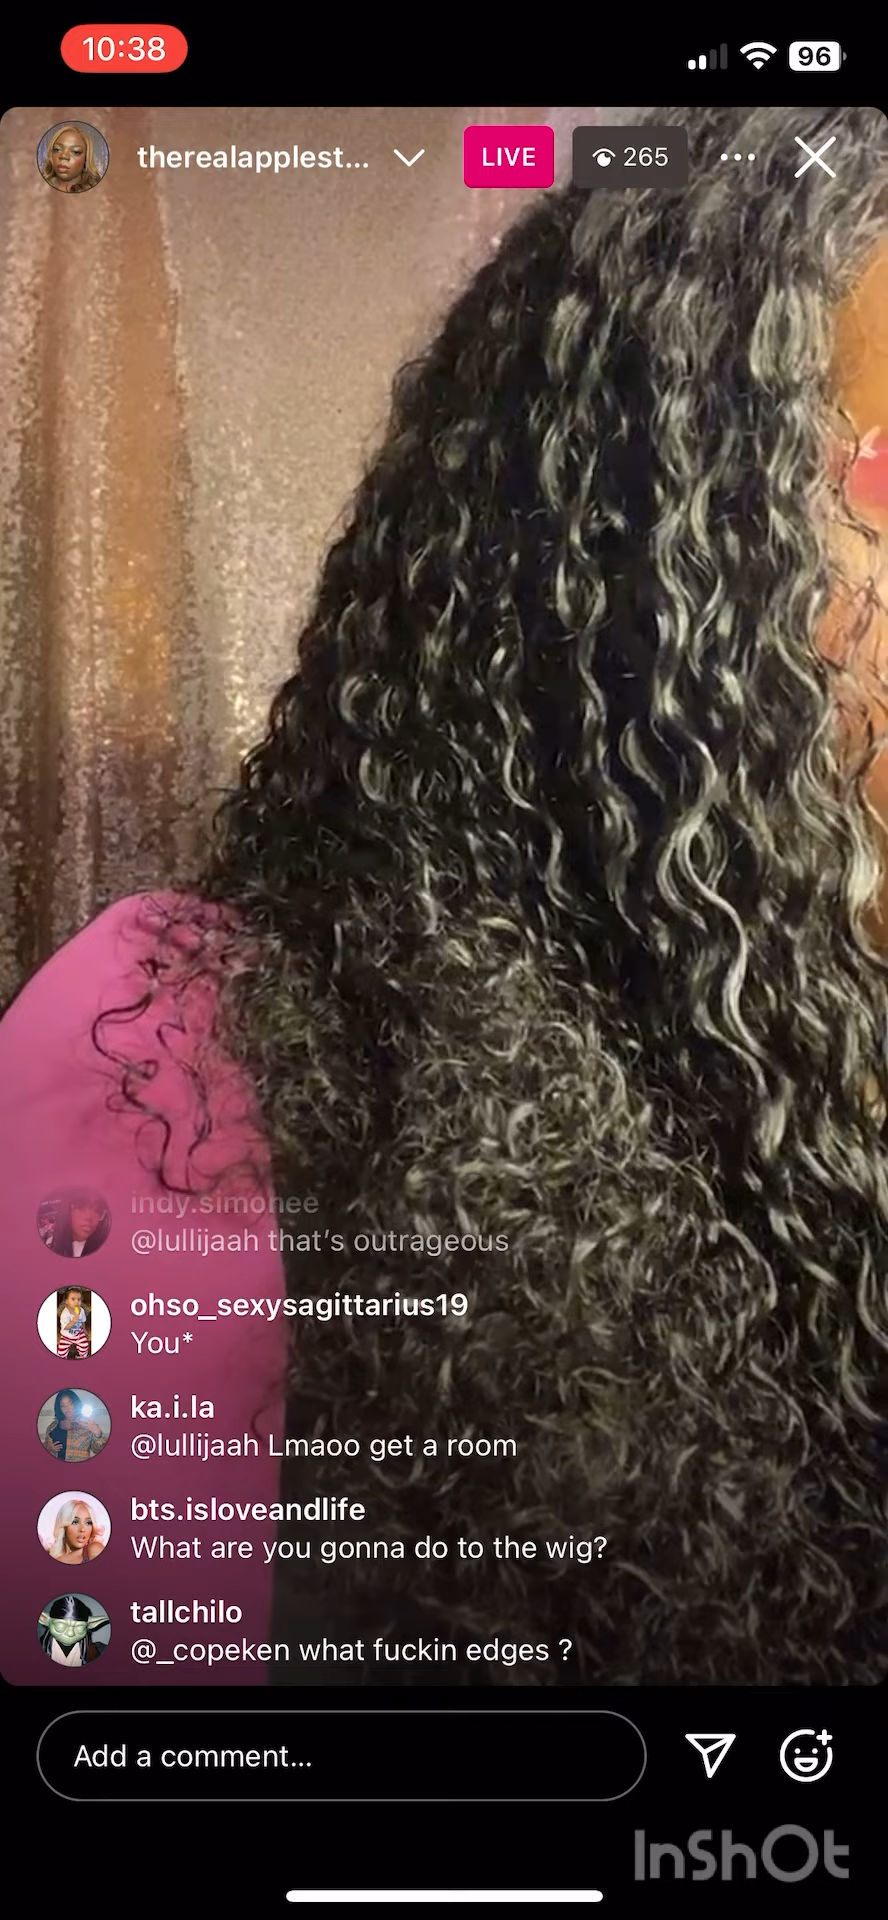 10:38
96
therealapplest...
LIVE
265
indy.simonee
@lullijaah that’s outrageous
ohso_sexysagittarius19
You*
ka.i.la
@lullijaah Lmaoo get a room
bts.isloveandlife
What are you gonna do to the wig?
tallchilo
@_copeken what fuckin edges ?
Add a comment...
InShOt